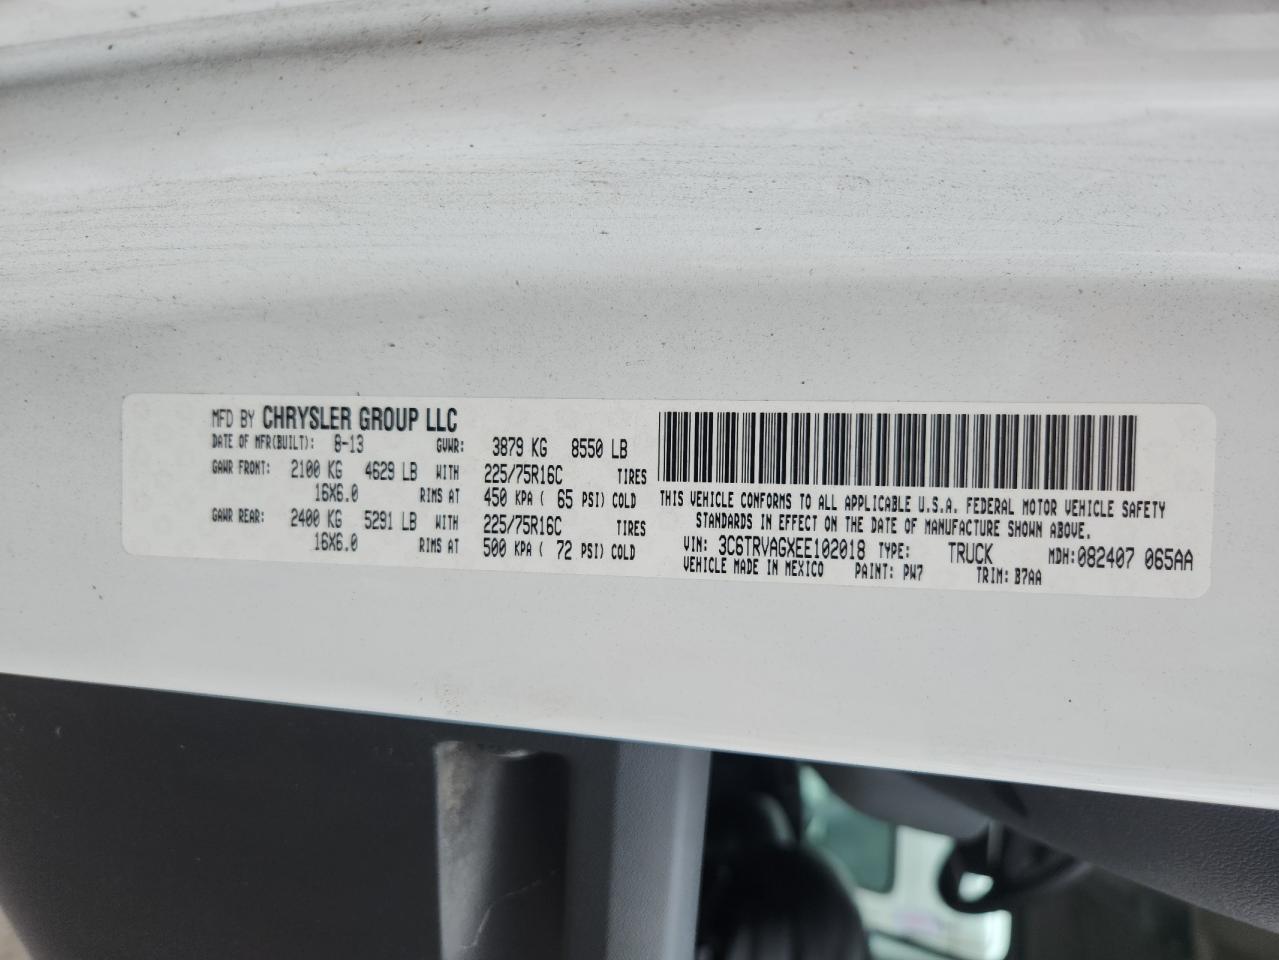 MFD BY CHRYSLER GROUP LLC
DATE OF MFR(BUILT): 8-13 GVWR: 3879 KG 8550 LB
GAWR FRONT: 2100 KG 4629 LB WITH 225/75R16C TIRES
16X6.0 RIMS AT 450 KPA ( 65 PSI) COLD
GAWR REAR: 2400 KG 5291 LB WITH 225/75R16C TIRES
16X6.0 RIMS AT 500 KPA ( 72 PSI) COLD
THIS VEHICLE CONFORMS TO ALL APPLICABLE U.S.A. FEDERAL MOTOR VEHICLE SAFETY
STANDARDS IN EFFECT ON THE DATE OF MANUFACTURE SHOWN ABOVE.
VIN: 3C6TRVAGXEE102018 TYPE: TRUCK MDH:082407 065AA
VEHICLE MADE IN MEXICO PAINT: PW7 TRIM: B7AA